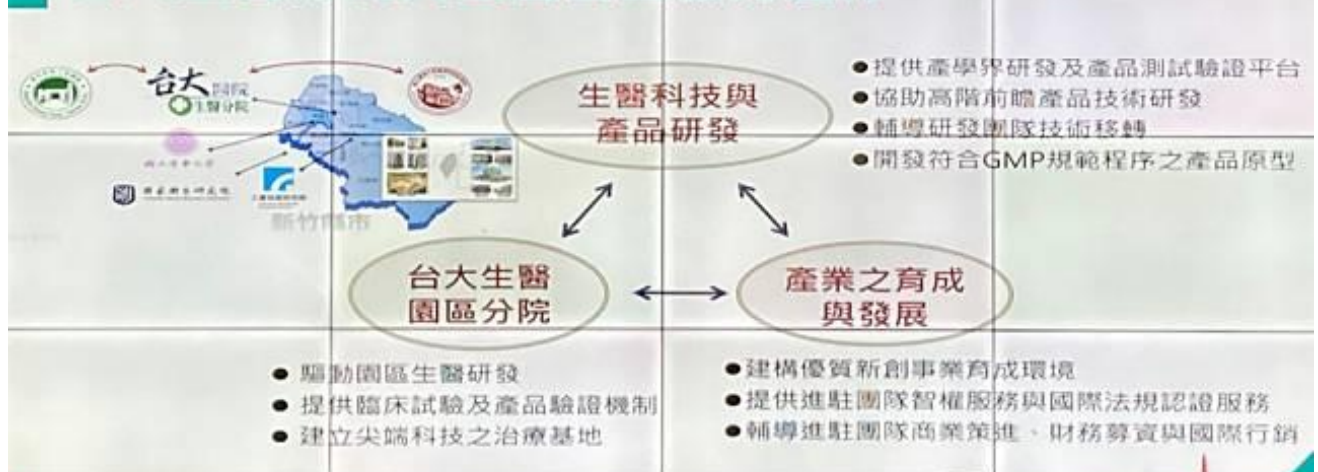 台大醫院
生醫分院
國家衛生研究院
新竹縣市
生醫科技與
產品研發
●提供產學界研發及產品測試驗證平台
●協助高階前瞻產品技術研發
●輔導研發團隊技術移轉
●開發符合GMP規範程序之產品原型
台大生醫
園區分院
產業之育成
與發展
●驅動園區生醫研發
●提供臨床試驗及產品驗證機制
●建立尖端科技之治療基地
●建構優質新創事業育成環境
●提供進駐團隊智權服務與國際法規認證服務
●輔導進駐團隊商業策進、財務募資與國際行銷